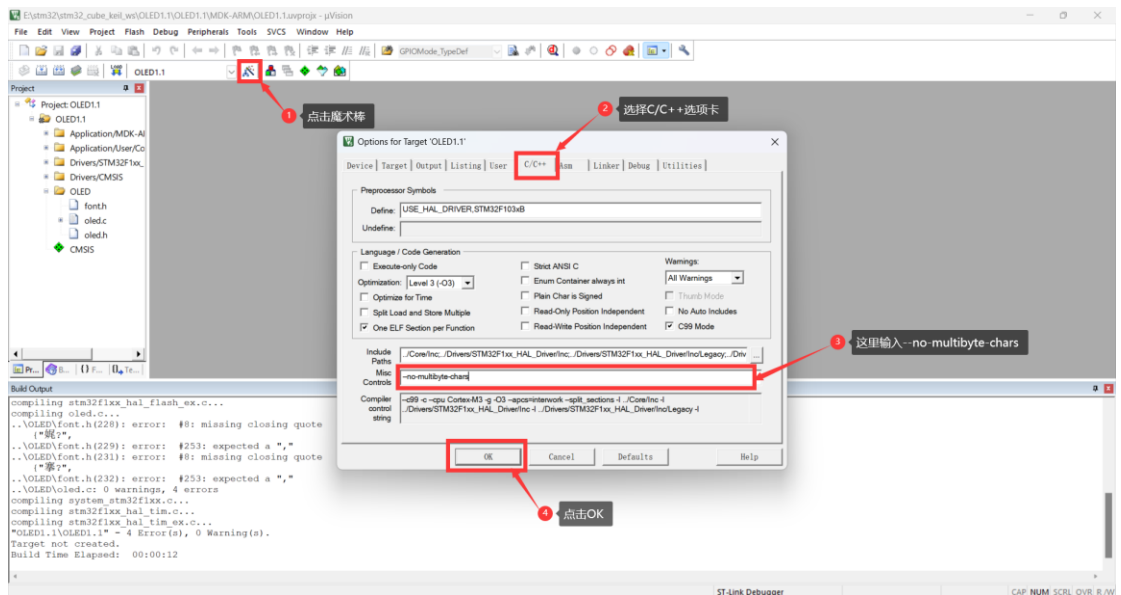 E:\stm32\stm32_cube_keil_ws\OLED1.1\OLED1.1\MDK-ARM\OLED1.1.uvprojx - µVision
File Edit View Project Flash Debug Peripherals Tools SVCS Window Help
GPIOMode_TypeDef
OLED1.1
Project
Project: OLED1.1
OLED1.1
Application/MDK-AI
Application/User/Co
Drivers/STM32F1xx_
Drivers/CMSIS
OLED
font.h
oled.c
oled.h
CMSIS
1 点击魔术棒
2 选择C/C++选项卡
Options for Target 'OLED1.1'
Device Target Output Listing User C/C++ Asm Linker Debug Utilities
Preprocessor Symbols
Define: USE_HAL_DRIVER,STM32F103xB
Undefine:
Language / Code Generation
Execute-only Code Strict ANSI C Warnings:
Optimization: Level 3 (-O3) Enum Container always int All Warnings
Optimize for Time Plain Char is Signed Thumb Mode
Split Load and Store Multiple Read-Only Position Independent No Auto Includes
One ELF Section per Function Read-Write Position Independent C99 Mode
Include Paths ../Core/Inc;../Drivers/STM32F1xx_HAL_Driver/Inc;../Drivers/STM32F1xx_HAL_Driver/Inc/Legacy;../Driv ...
Misc Controls --no-multibyte-chars
Compiler control string --c99 -c --cpu Cortex-M3 -g -O3 --apcs=interwork --split_sections -I ../Core/Inc -I
../Drivers/STM32F1xx_HAL_Driver/Inc -I ../Drivers/STM32F1xx_HAL_Driver/Inc/Legacy -I
OK Cancel Defaults Help
3 这里输入--no-multibyte-chars
4 点击OK
Pr... B... {} F... Te...
Build Output
compiling stm32f1xx_hal_flash_ex.c...
compiling oled.c...
..\OLED\font.h(228): error: #8: missing closing quote
{"娓?",
..\OLED\font.h(229): error: #253: expected a ","
..\OLED\font.h(231): error: #8: missing closing quote
{"搴?",
..\OLED\font.h(232): error: #253: expected a ","
..\OLED\oled.c: 0 warnings, 4 errors
compiling system_stm32f1xx.c...
compiling stm32f1xx_hal_tim.c...
compiling stm32f1xx_hal_tim_ex.c...
"OLED1.1\OLED1.1" - 4 Error(s), 0 Warning(s).
Target not created.
Build Time Elapsed: 00:00:12
ST-Link Debugger
CAP NUM SCRL OVR R/W